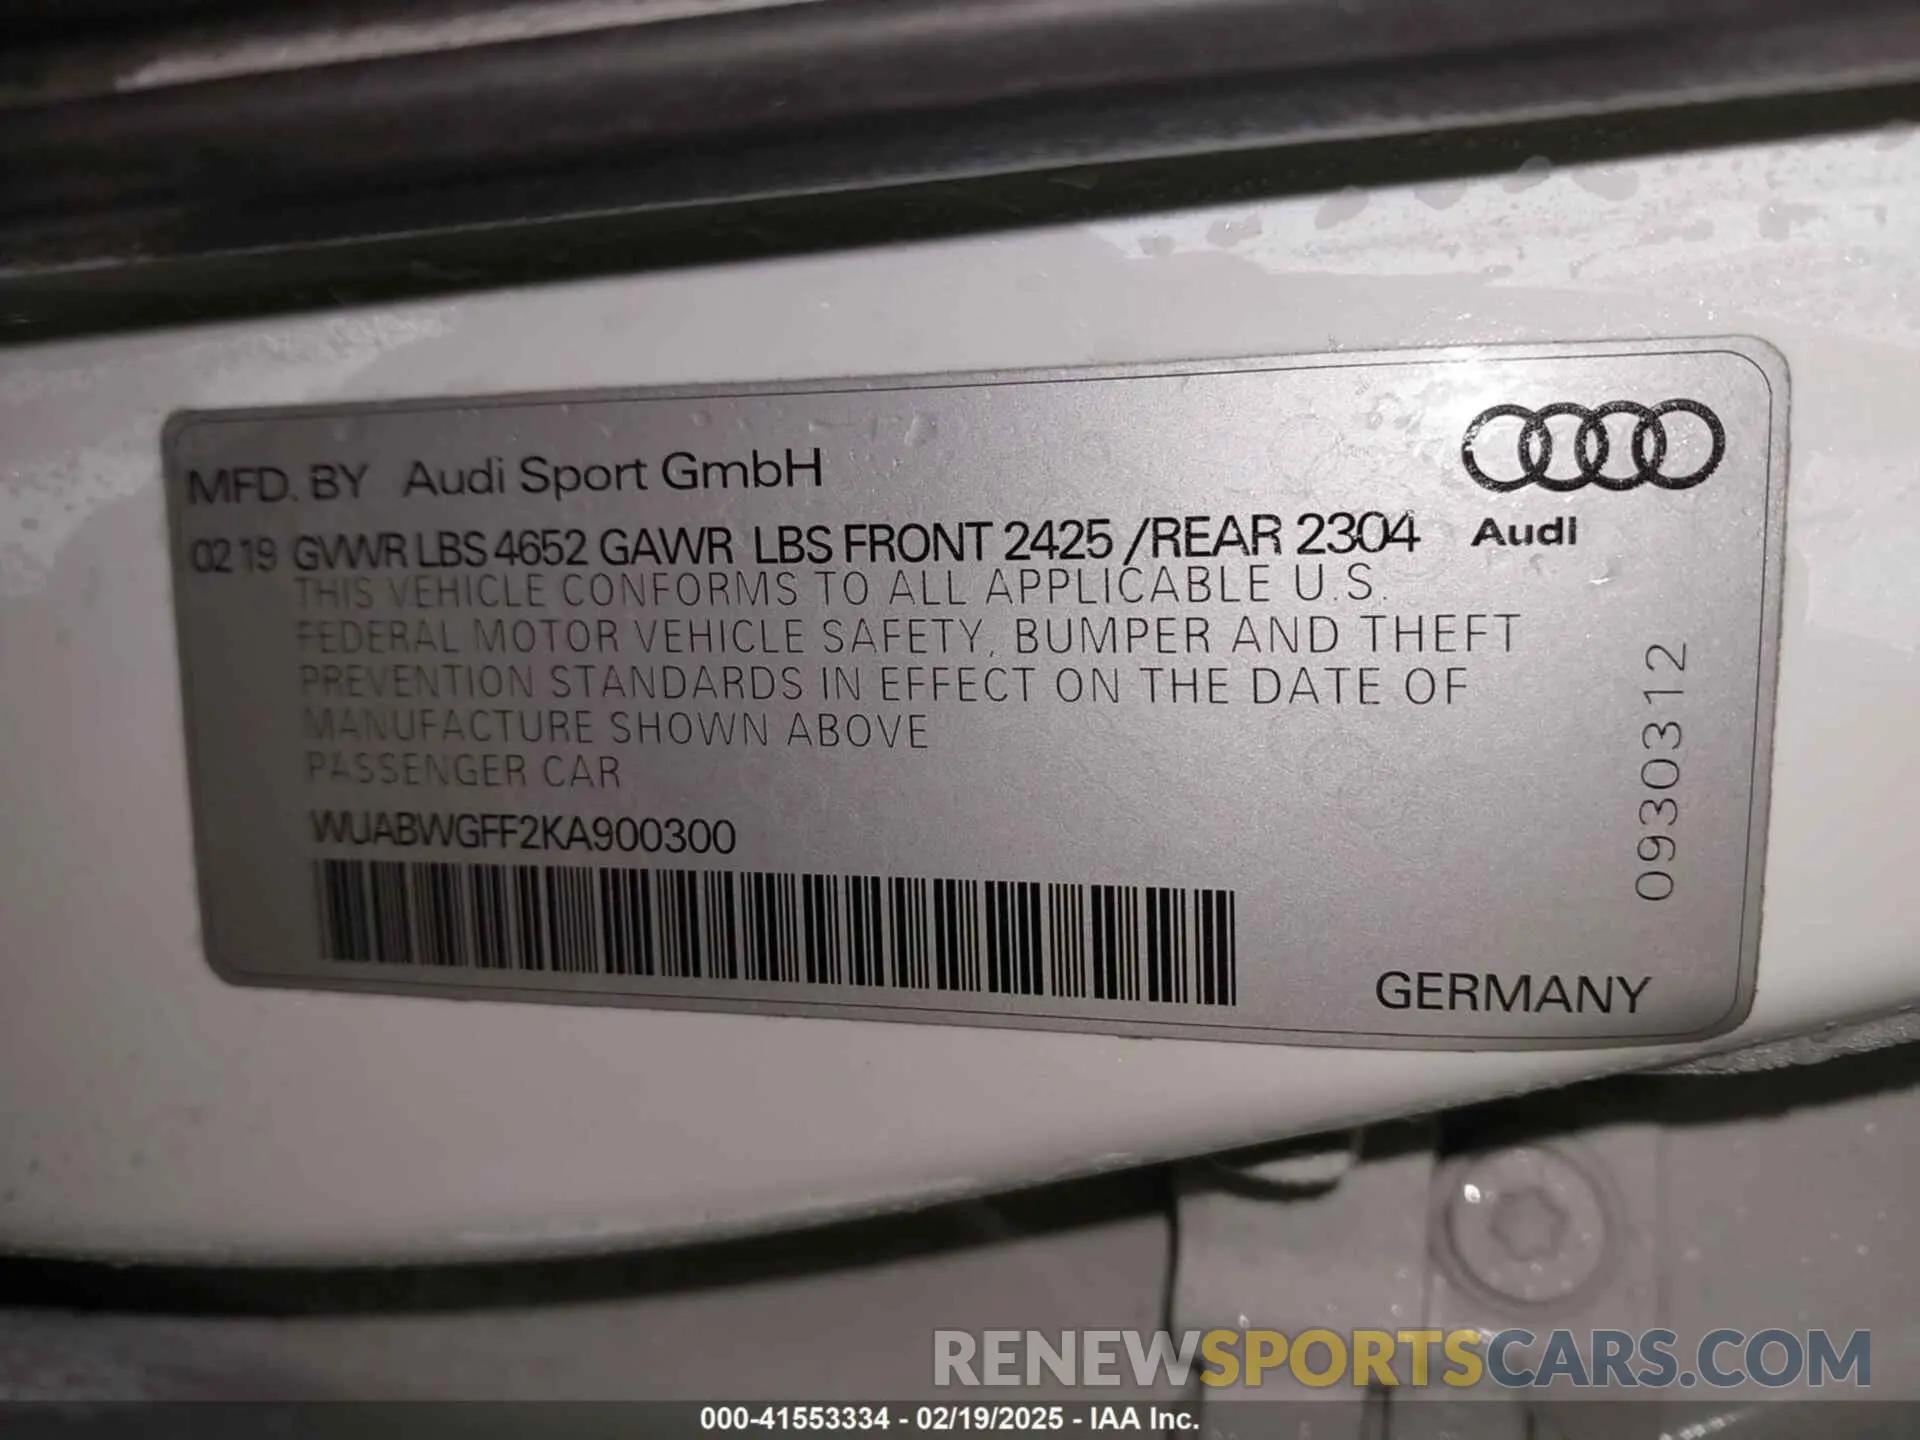 MFD. BY Audi Sport GmbH
02 19 GVWR LBS 4652 GAWR LBS FRONT 2425 /REAR 2304
Audi
THIS VEHICLE CONFORMS TO ALL APPLICABLE U.S.
FEDERAL MOTOR VEHICLE SAFETY, BUMPER AND THEFT
PREVENTION STANDARDS IN EFFECT ON THE DATE OF
MANUFACTURE SHOWN ABOVE
PASSENGER CAR
WUABWGFF2KA900300
0930312
GERMANY
RENEWSPORTSCARS.COM
000-41553334 - 02/19/2025 - IAA Inc.